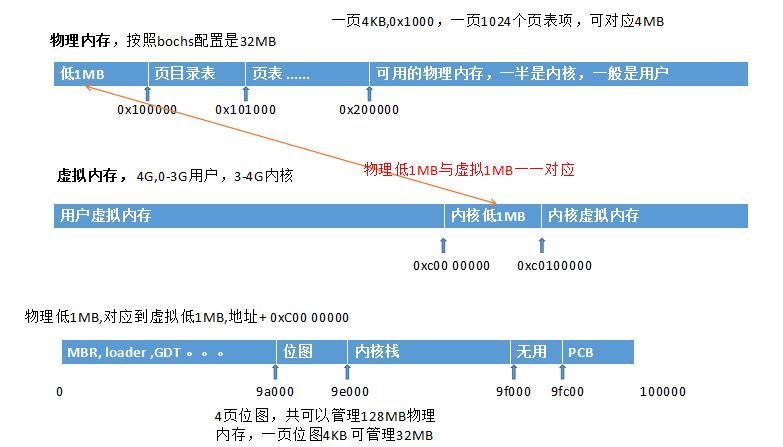 一页4KB,0x1000，一页1024个页表项，可对应4MB
物理内存，按照bochs配置是32MB
低1MB 页目录表 页表 ...... 可用的物理内存，一半是内核，一般是用户
0x100000 0x101000 0x200000
物理低1MB与虚拟1MB一一对应
虚拟内存， 4G,0-3G用户，3-4G内核
用户虚拟内存 内核低1MB 内核虚拟内存
0xc00 00000 0xc0100000
物理低1MB,对应到虚拟低1MB,地址+ 0xC00 00000
MBR, loader ,GDT 。。。 位图 内核栈 无用 PCB
0 9a000 9e000 9f000 9fc00 100000
4页位图，共可以管理128MB物理
内存，一页位图4KB 可管理32MB